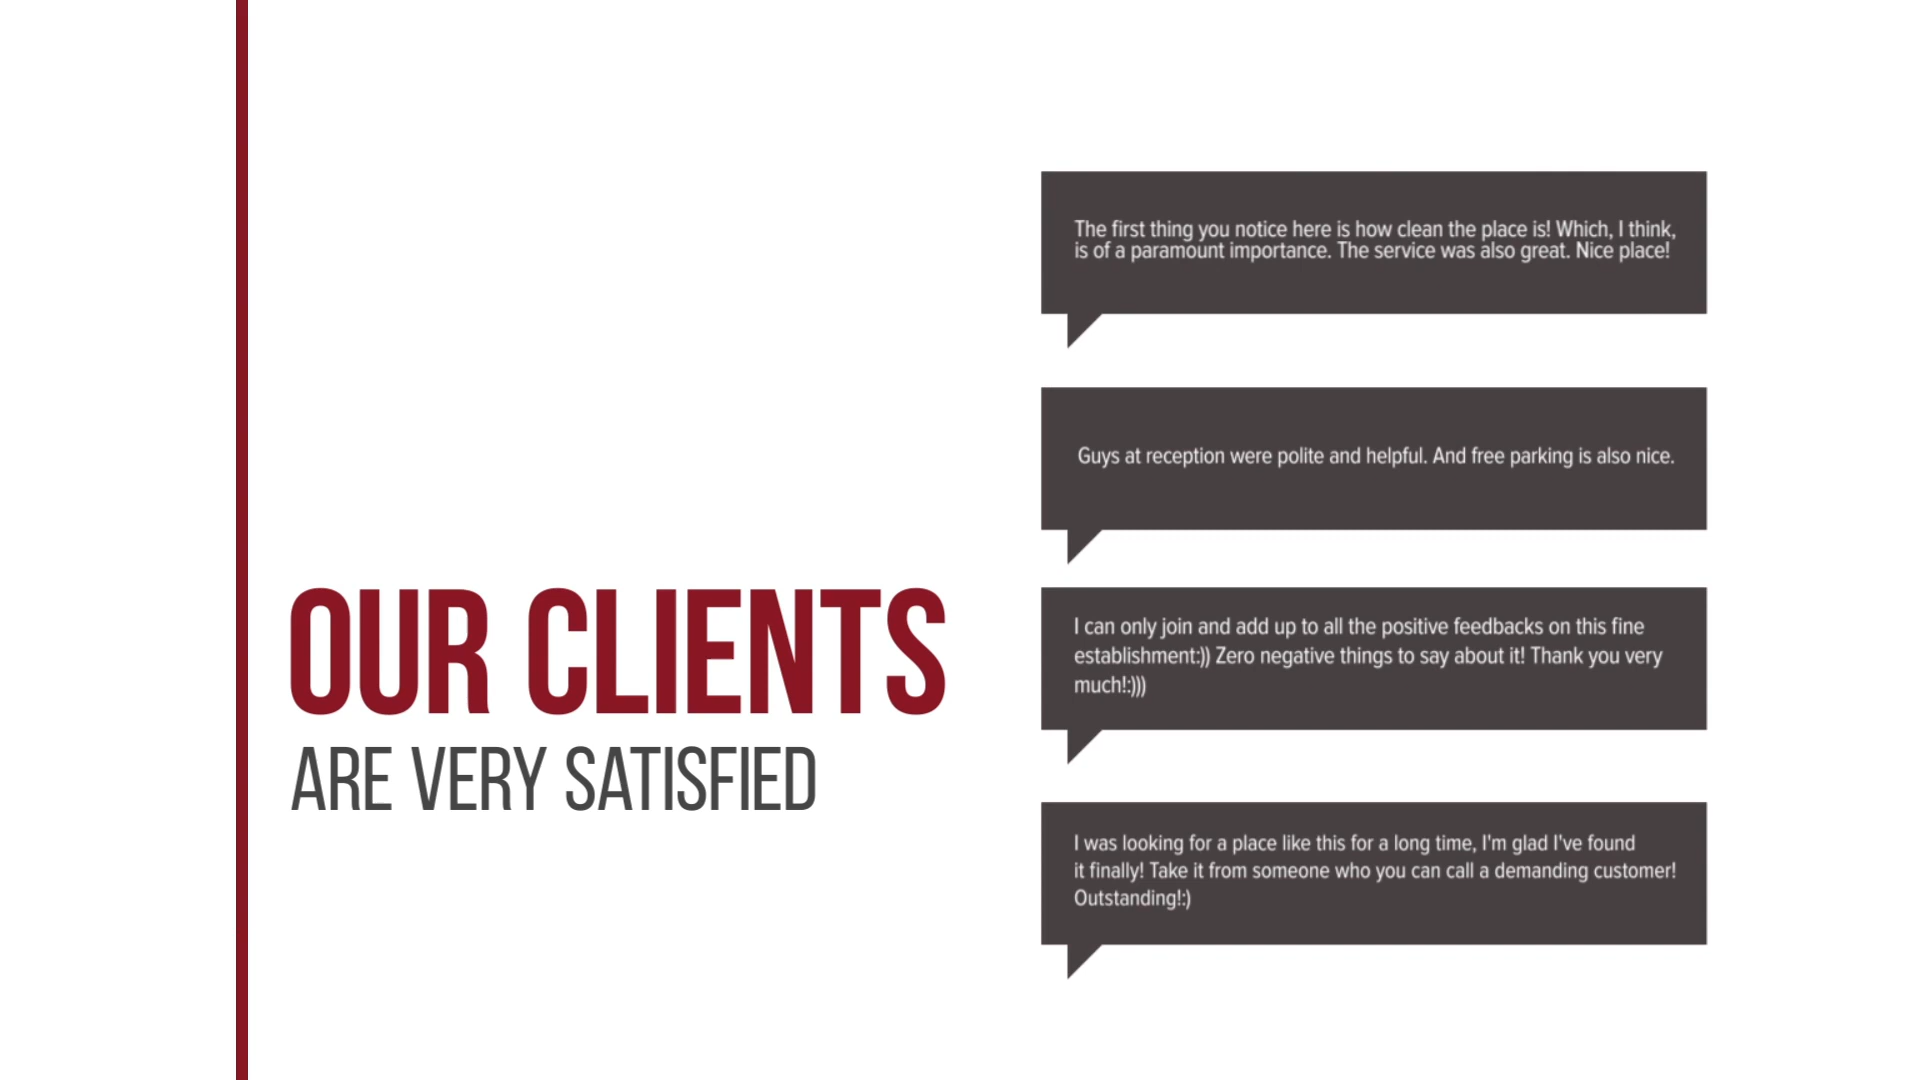 OUR CLIENTS
ARE VERY SATISFIED
The first thing you notice here is how clean the place is! Which, I think,
is of a paramount importance. The service was also great. Nice place!
Guys at reception were polite and helpful. And free parking is also nice.
I can only join and add up to all the positive feedbacks on this fine
establishment:)) Zero negative things to say about it! Thank you very
much!:)))
I was looking for a place like this for a long time, I'm glad I've found
it finally! Take it from someone who you can call a demanding customer!
Outstanding!:)